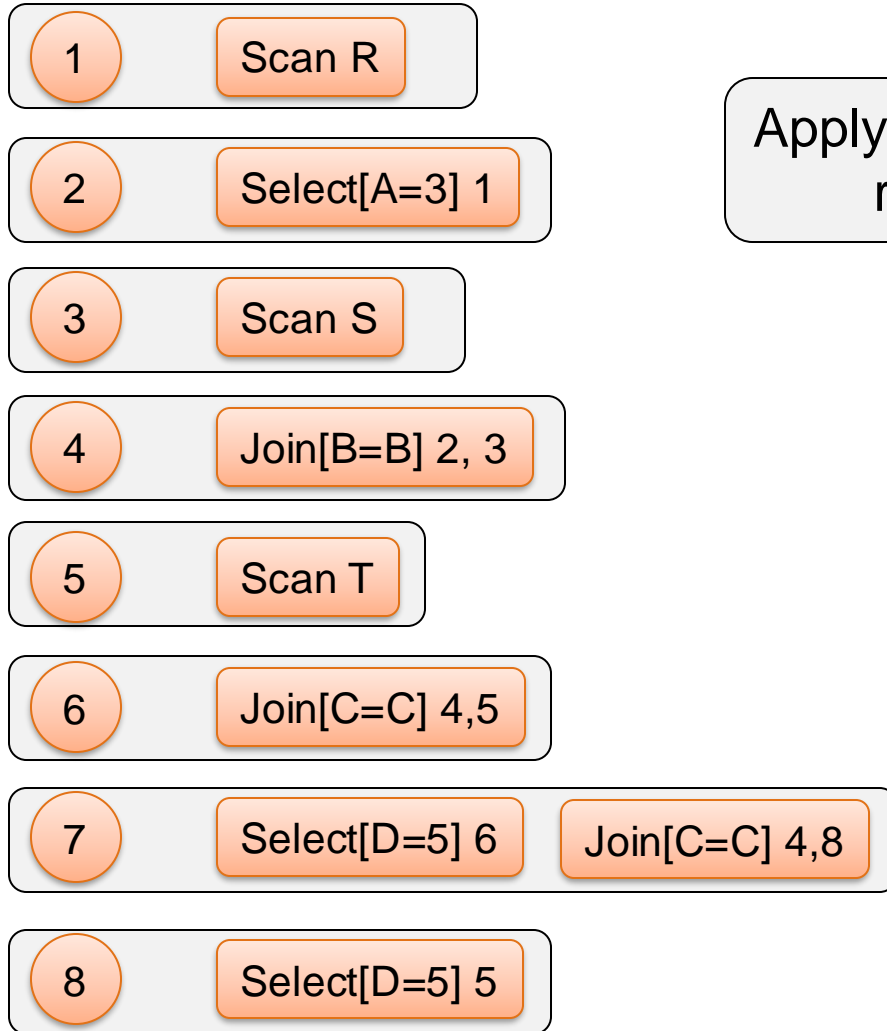 1 Scan R
Apply
2 Select[A=3] 1
3 Scan S
4 Join[B=B] 2, 3
5 Scan T
6 Join[C=C] 4,5
7 Select[D=5] 6 Join[C=C] 4,8
8 Select[D=5] 5